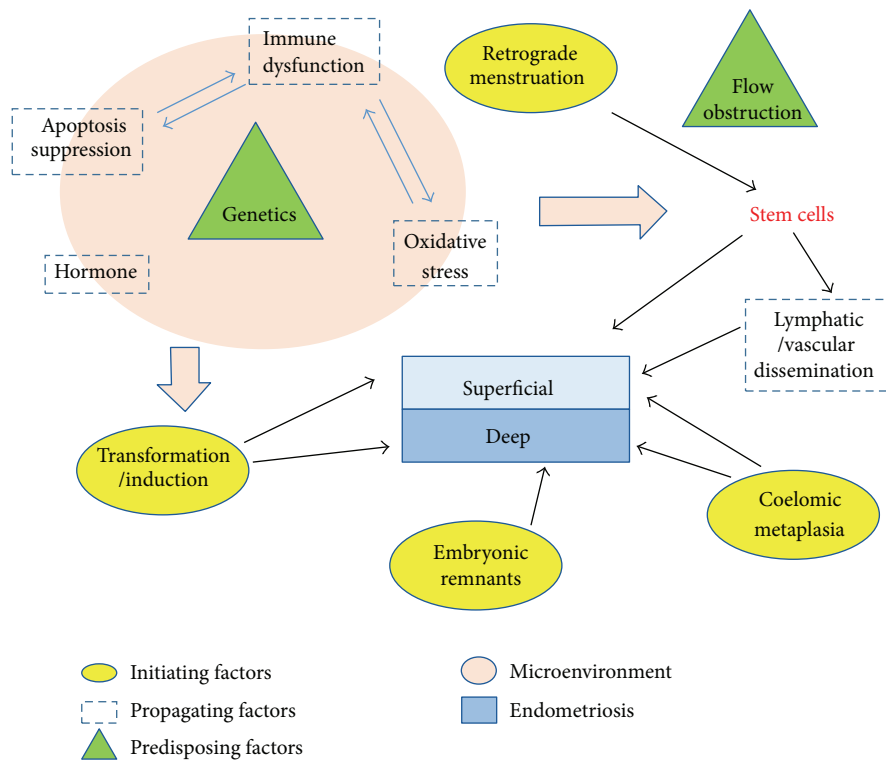 Immune
dysfunction
Retrograde
menstruation
Flow
obstruction
Apoptosis
suppression
Genetics
Stem cells
Oxidative
stress
Hormone
Lymphatic
/vascular
dissemination
Superficial
Deep
Transformation
/induction
Coelomic
metaplasia
Embryonic
remnants
Initiating factors
Propagating factors
Predisposing factors
Microenvironment
Endometriosis